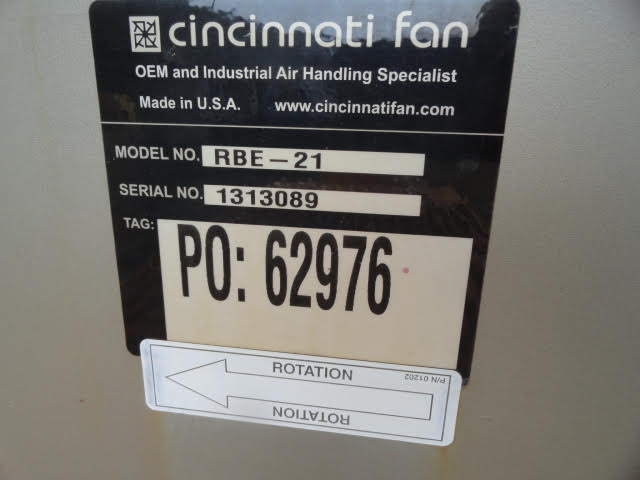 cincinnati fan
OEM and Industrial Air Handling Specialist
Made in U.S.A. www.cincinnatifan.com
MODEL NO. RBE-21
SERIAL NO. 1313089
TAG: PO: 62976
ROTATION P/N 01202
ROTATION